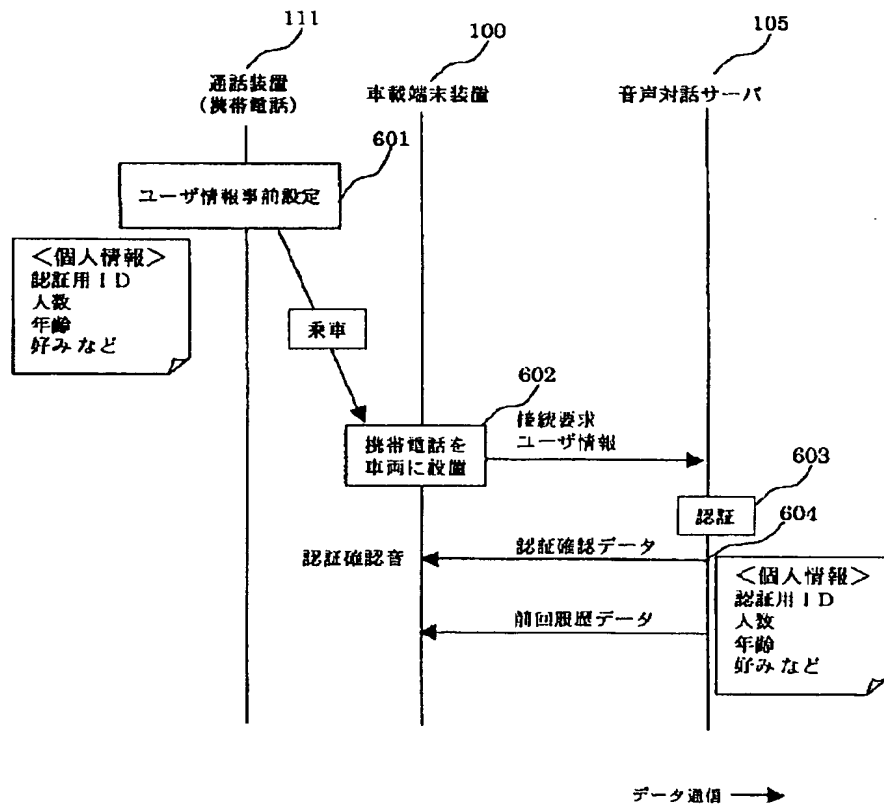 111
100
105
通話装置
(携帯電話)
車載端末装置
音声対話サーバ
601
ユーザ情報事前設定
<個人情報>
認証用ID
人数
年齢
好みなど
乗車
602
携帯電話を
車両に設置
接続要求
ユーザ情報
603
認証
604
認証確認音
認証確認データ
<個人情報>
認証用ID
人数
年齢
好みなど
前回履歴データ
データ通信